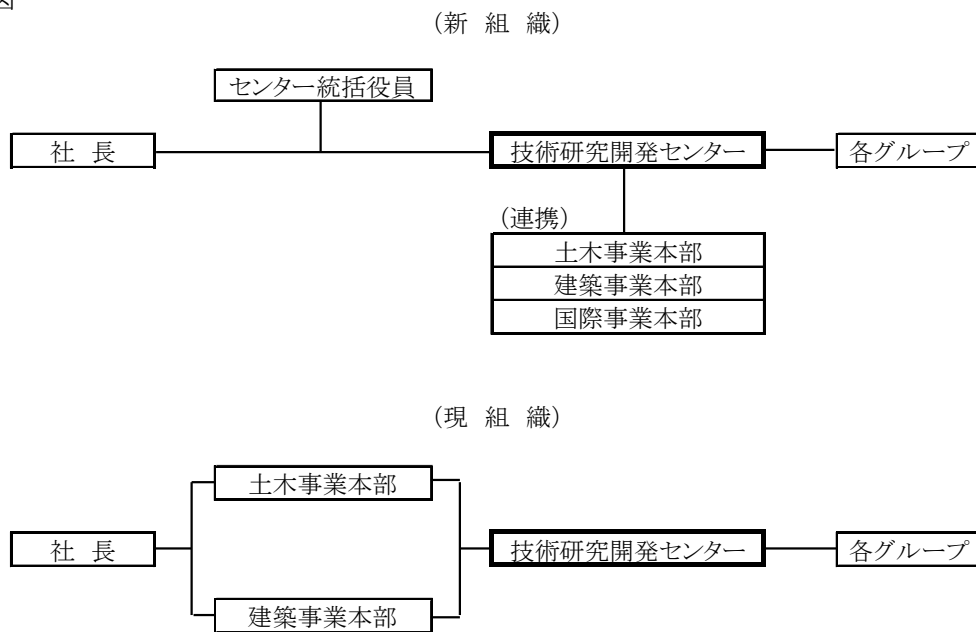 図
(新 組 織)
センター統括役員
社 長
技術研究開発センター
各グループ
(連携)
土木事業本部
建築事業本部
国際事業本部
(現 組 織)
土木事業本部
社 長
技術研究開発センター
各グループ
建築事業本部